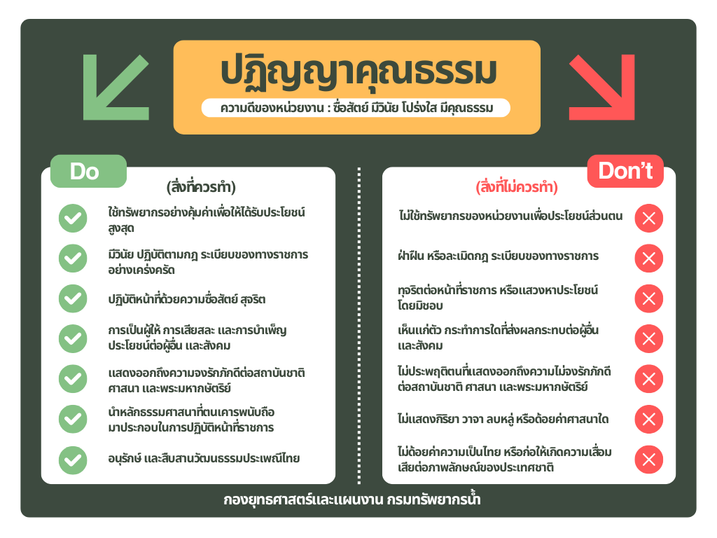 ปฏิญญาคุณธรรม
ความดีของหน่วยงาน : ซื่อสัตย์ มีวินัย โปร่งใส มีคุณธรรม
Do
(สิ่งที่ควรทำ)
ใช้ทรัพยากรอย่างคุ้มค่าเพื่อให้ได้รับประโยชน์
สูงสุด
มีวินัย ปฏิบัติตามกฎ ระเบียบของทางราชการ
อย่างเคร่งครัด
ปฏิบัติหน้าที่ด้วยความซื่อสัตย์ สุจริต
การเป็นผู้ให้ การเสียสละ และการบำเพ็ญ
ประโยชน์ต่อผู้อื่น และสังคม
แสดงออกถึงความจงรักภักดีต่อสถาบันชาติ
ศาสนา และพระมหากษัตริย์
นำหลักธรรมศาสนาที่ตนเคารพนับถือ
มาประกอบในการปฏิบัติหน้าที่ราชการ
อนุรักษ์ และสืบสานวัฒนธรรมประเพณีไทย
Don't
(สิ่งที่ไม่ควรทำ)
ไม่ใช้ทรัพยากรของหน่วยงานเพื่อประโยชน์ส่วนตน
ฝ่าฝืน หรือละเมิดกฎ ระเบียบของทางราชการ
ทุจริตต่อหน้าที่ราชการ หรือแสวงหาประโยชน์
โดยมิชอบ
เห็นแก่ตัว กระทำการใดที่ส่งผลกระทบต่อผู้อื่น
และสังคม
ไม่ประพฤติตนที่แสดงออกถึงความไม่จงรักภักดี
ต่อสถาบันชาติ ศาสนา และพระมหากษัตริย์
ไม่แสดงกิริยา วาจา ลบหลู่ หรือด้อยค่าศาสนาใด
ไม่ด้อยค่าความเป็นไทย หรือก่อให้เกิดความเสื่อม
เสียต่อภาพลักษณ์ของประเทศชาติ
กองยุทธศาสตร์และแผนงาน กรมทรัพยากรน้ำ